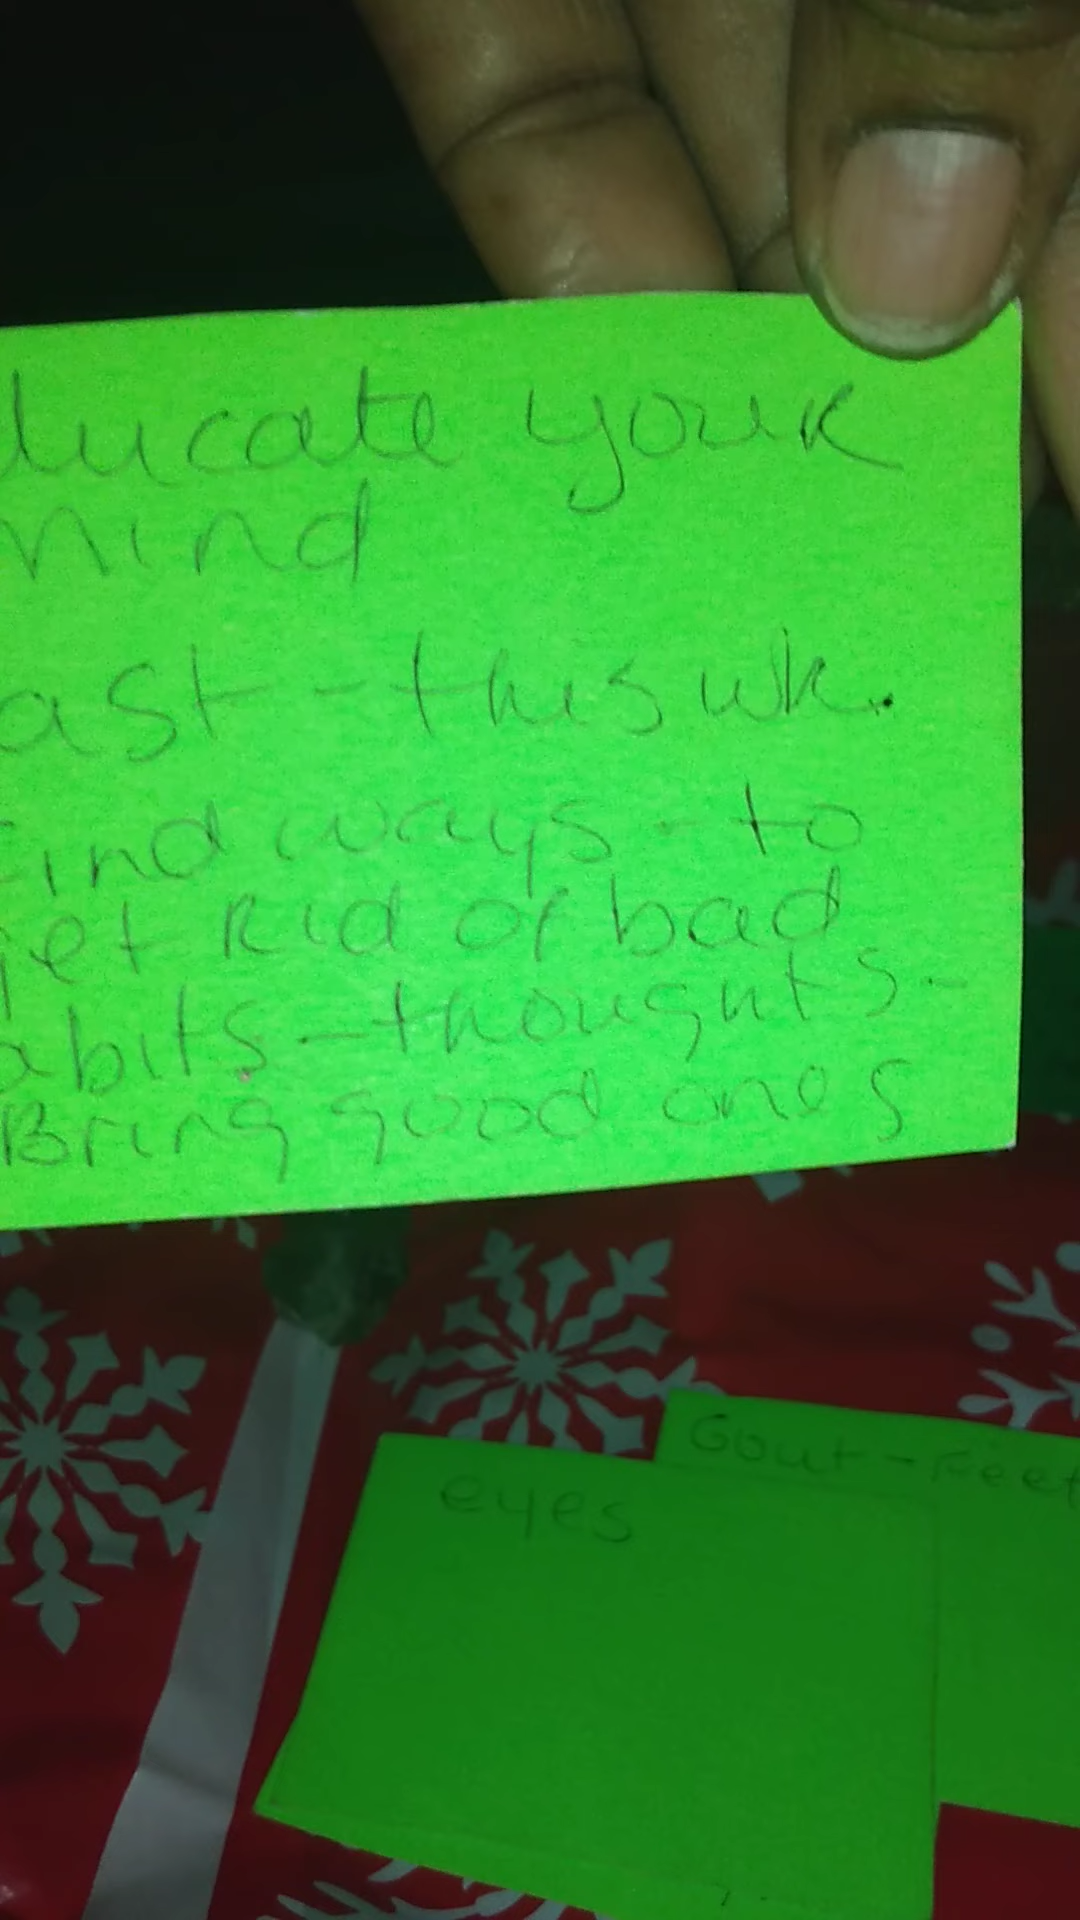 ducate your
mind
ast - this wk.
find ways - to
et rid of bad
abits - thoughts -
Bring good ones
Gout - Feet
eyes